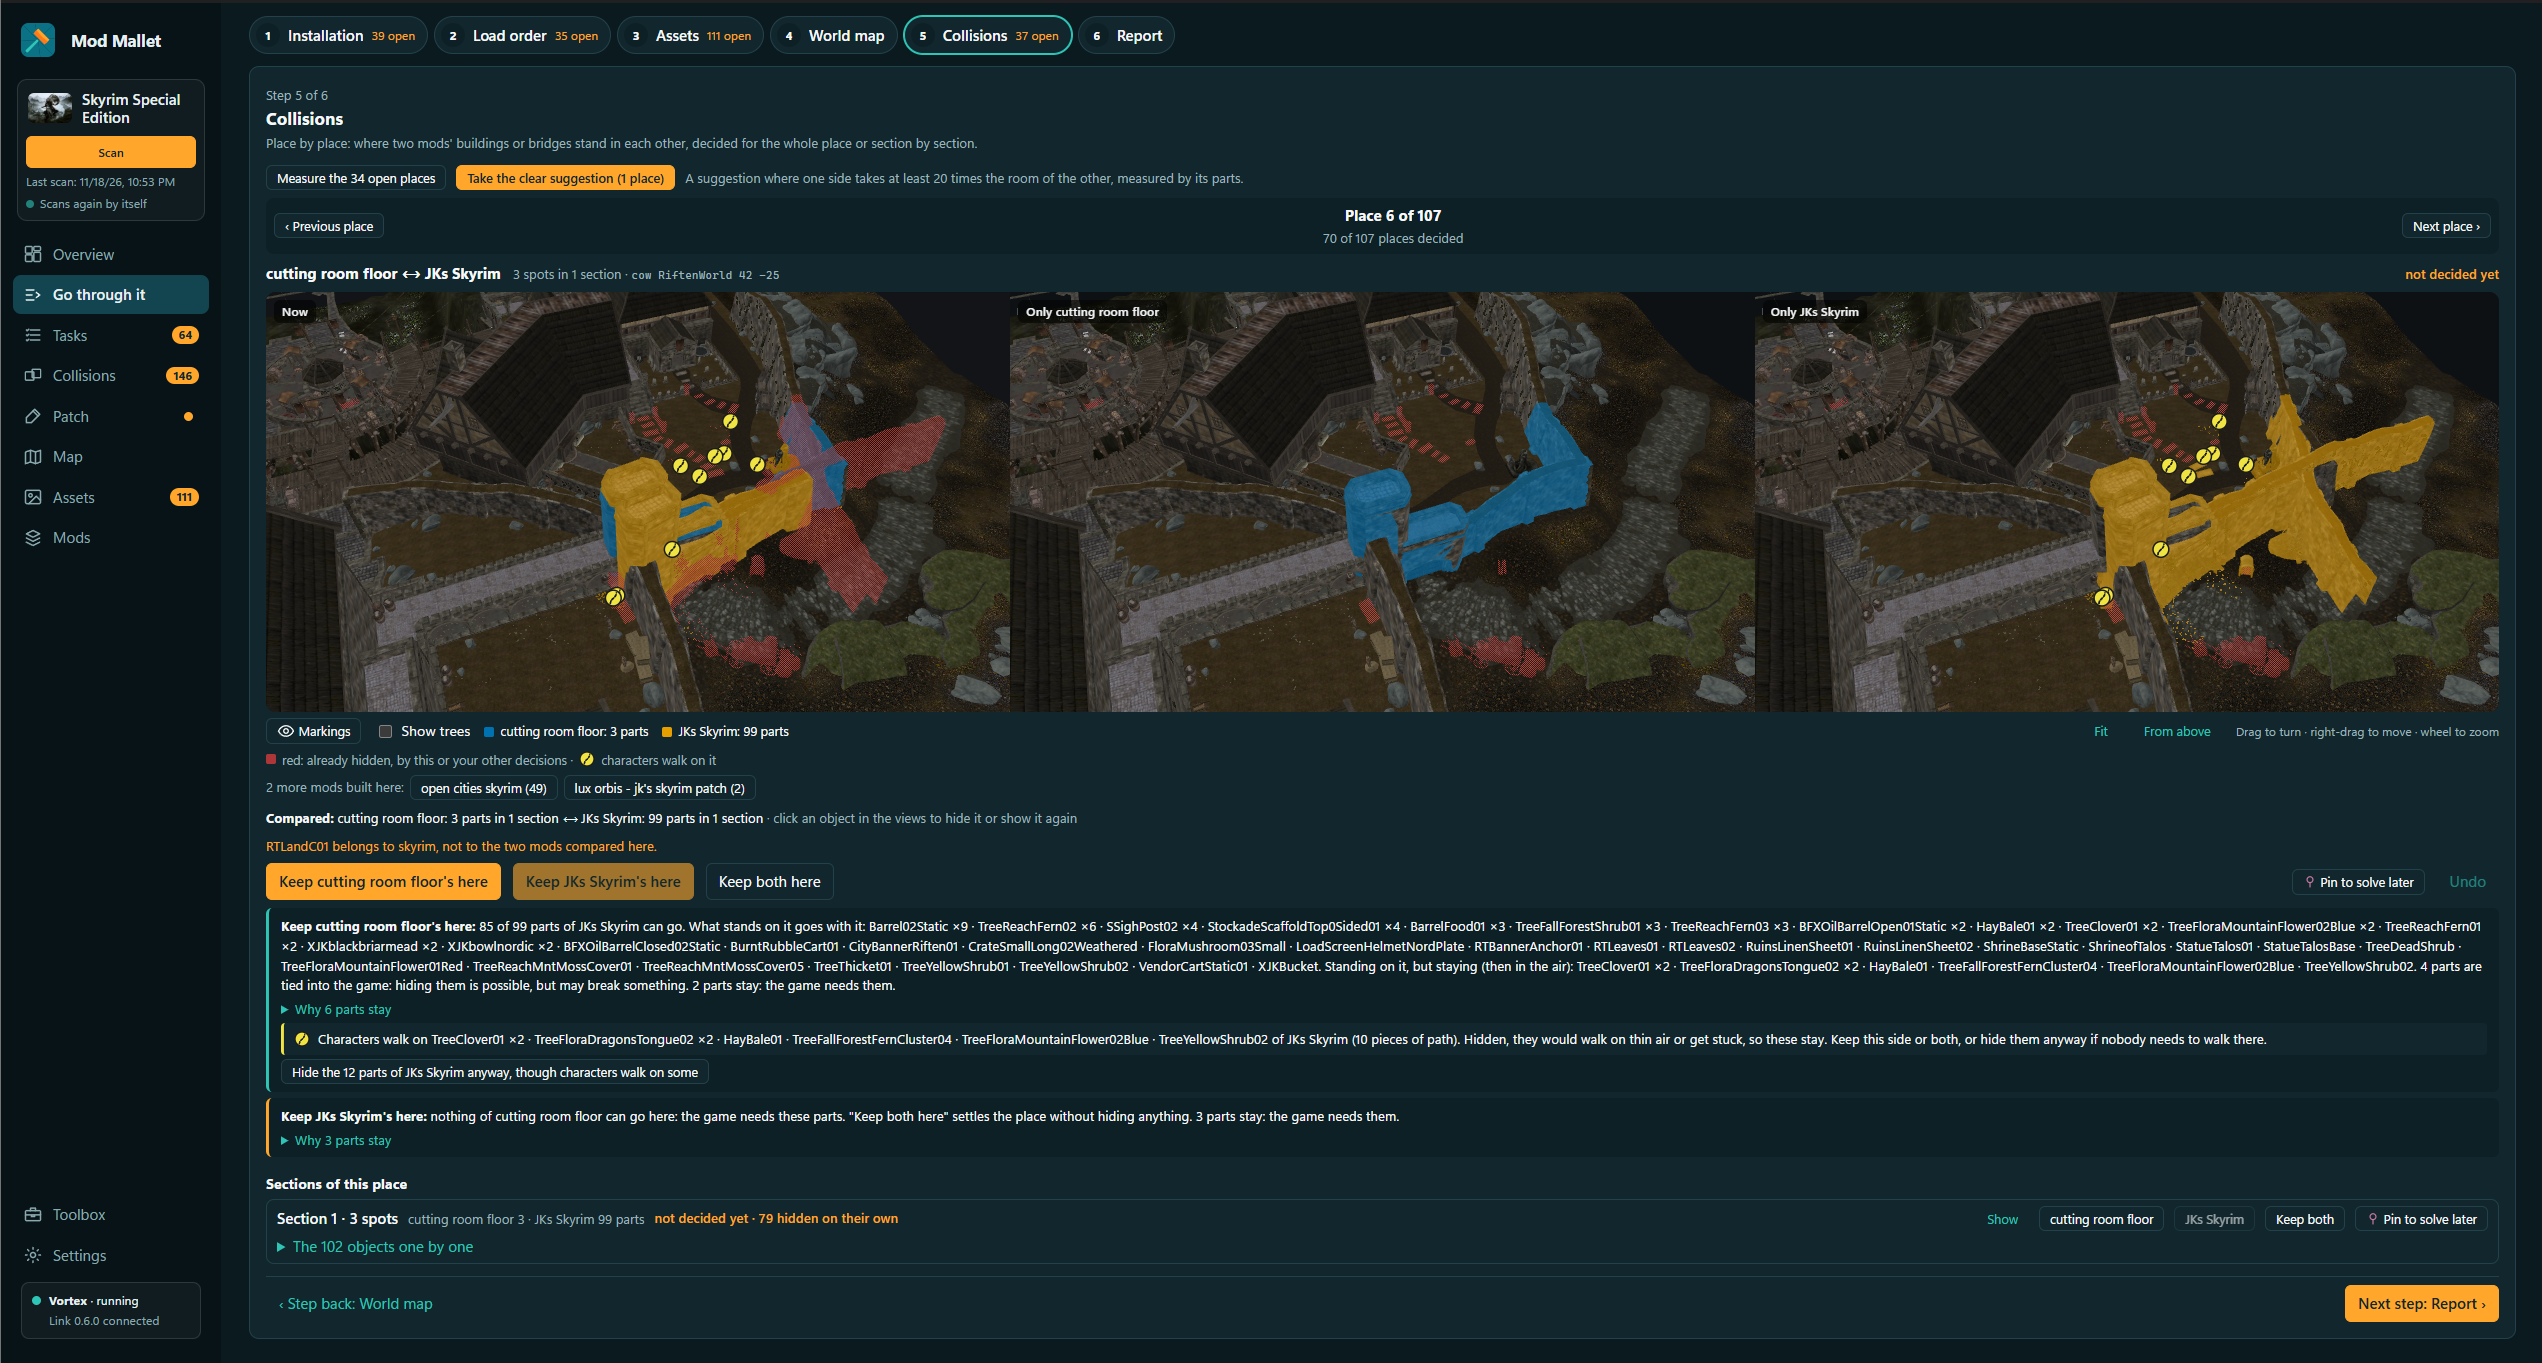 Mod Mallet
Skyrim Special
Edition
Scan
Last scan: 11/18/26, 10:53 PM
Scans again by itself
Overview
Go through it
Tasks 64
Collisions 146
Patch
Map
Assets 111
Mods
Toolbox
Settings
Vortex · running
Link 0.6.0 connected
1 Installation 39 open
2 Load order 35 open
3 Assets 111 open
4 World map
5 Collisions 37 open
6 Report
Step 5 of 6
Collisions
Place by place: where two mods' buildings or bridges stand in each other, decided for the whole place or section by section.
Measure the 34 open places
Take the clear suggestion (1 place)
A suggestion where one side takes at least 20 times the room of the other, measured by its parts.
‹ Previous place
Place 6 of 107
70 of 107 places decided
Next place ›
cutting room floor ↔ JKs Skyrim 3 spots in 1 section · cow RiftenWorld 42 −25
not decided yet
Now
Only cutting room floor
Only JKs Skyrim
Markings
Show trees
cutting room floor: 3 parts
JKs Skyrim: 99 parts
Fit
From above
Drag to turn · right-drag to move · wheel to zoom
red: already hidden, by this or your other decisions · characters walk on it
2 more mods built here: open cities skyrim (49) lux orbis - jk's skyrim patch (2)
Compared: cutting room floor: 3 parts in 1 section ↔ JKs Skyrim: 99 parts in 1 section · click an object in the views to hide it or show it again
RTLandC01 belongs to skyrim, not to the two mods compared here.
Keep cutting room floor's here
Keep JKs Skyrim's here
Keep both here
Pin to solve later
Undo
Keep cutting room floor's here: 85 of 99 parts of JKs Skyrim can go. What stands on it goes with it: Barrel02Static ×9 · TreeReachFern02 ×6 · SSighPost02 ×4 · StockadeScaffoldTop0Sided01 ×4 · BarrelFood01 ×3 · TreeFallForestShrub01 ×3 · TreeReachFern03 ×3 · BFXOilBarrelOpen01Static ×2 · HayBale01 ×2 · TreeClover01 ×2 · TreeFloraMountainFlower02Blue ×2 · TreeReachFern01
×2 · XJKblackbriarmead ×2 · XJKbowlnordic ×2 · BFXOilBarrelClosed02Static · BurntRubbleCart01 · CityBannerRiften01 · CrateSmallLong02Weathered · FloraMushroom03Small · LoadScreenHelmetNordPlate · RTBannerAnchor01 · RTLeaves01 · RTLeaves02 · RuinsLinenSheet01 · RuinsLinenSheet02 · ShrineBaseStatic · ShrineofTalos · StatueTalos01 · StatueTalosBase · TreeDeadShrub ·
TreeFloraMountainFlower01Red · TreeReachMntMossCover01 · TreeReachMntMossCover05 · TreeThicket01 · TreeYellowShrub01 · TreeYellowShrub02 · VendorCartStatic01 · XJKBucket. Standing on it, but staying (then in the air): TreeClover01 ×2 · TreeFloraDragonsTongue02 ×2 · HayBale01 · TreeFallForestFernCluster04 · TreeFloraMountainFlower02Blue · TreeYellowShrub02. 4 parts are
tied into the game: hiding them is possible, but may break something. 2 parts stay: the game needs them.
Why 6 parts stay
Characters walk on TreeClover01 ×2 · TreeFloraDragonsTongue02 ×2 · HayBale01 · TreeFallForestFernCluster04 · TreeFloraMountainFlower02Blue · TreeYellowShrub02 of JKs Skyrim (10 pieces of path). Hidden, they would walk on thin air or get stuck, so these stay. Keep this side or both, or hide them anyway if nobody needs to walk there.
Hide the 12 parts of JKs Skyrim anyway, though characters walk on some
Keep JKs Skyrim's here: nothing of cutting room floor can go here: the game needs these parts. "Keep both here" settles the place without hiding anything. 3 parts stay: the game needs them.
Why 3 parts stay
Sections of this place
Section 1 · 3 spots cutting room floor 3 · JKs Skyrim 99 parts not decided yet · 79 hidden on their own
Show
cutting room floor
JKs Skyrim
Keep both
Pin to solve later
The 102 objects one by one
‹ Step back: World map
Next step: Report ›